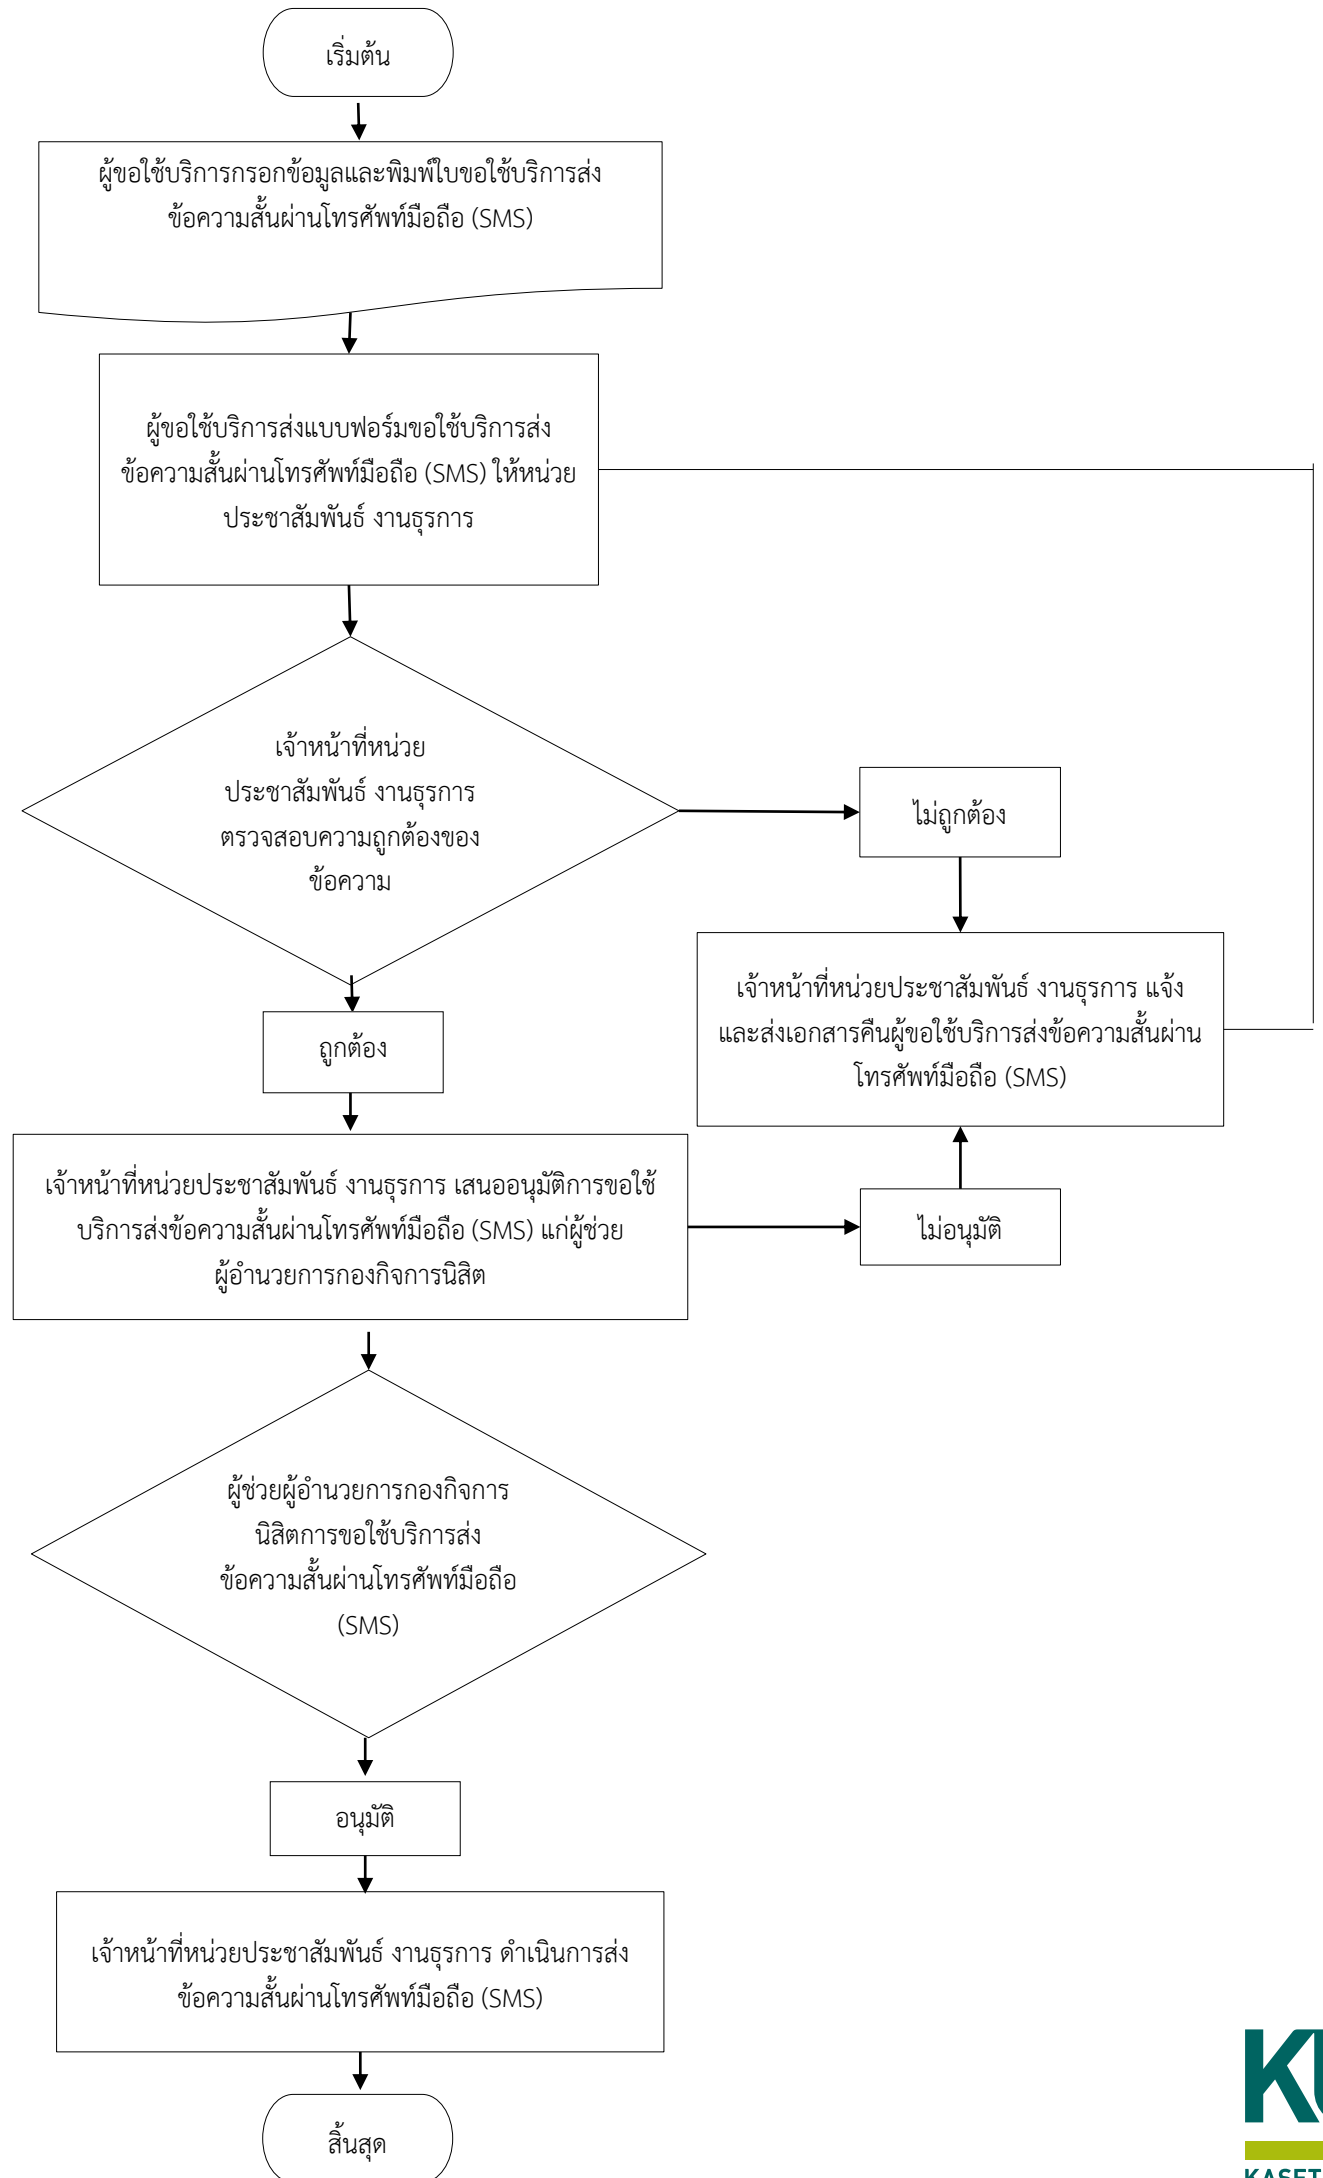 เริ่มต้น
ผู้ขอใช้บริการกรอกข้อมูลและพิมพ์ใบขอใช้บริการส่ง
ข้อความสั้นผ่านโทรศัพท์มือถือ (SMS)
ผู้ขอใช้บริการส่งแบบฟอร์มขอใช้บริการส่ง
ข้อความสั้นผ่านโทรศัพท์มือถือ (SMS) ให้หน่วย
ประชาสัมพันธ์ งานธุรการ
เจ้าหน้าที่หน่วย
ประชาสัมพันธ์ งานธุรการ
ตรวจสอบความถูกต้องของ
ข้อความ
ไม่ถูกต้อง
เจ้าหน้าที่หน่วยประชาสัมพันธ์ งานธุรการ แจ้ง
และส่งเอกสารคืนผู้ขอใช้บริการส่งข้อความสั้นผ่าน
โทรศัพท์มือถือ (SMS)
ถูกต้อง
เจ้าหน้าที่หน่วยประชาสัมพันธ์ งานธุรการ เสนออนุมัติการขอใช้
บริการส่งข้อความสั้นผ่านโทรศัพท์มือถือ (SMS) แก่ผู้ช่วย
ผู้อำนวยการกองกิจการนิสิต
ไม่อนุมัติ
ผู้ช่วยผู้อำนวยการกองกิจการ
นิสิตการขอใช้บริการส่ง
ข้อความสั้นผ่านโทรศัพท์มือถือ
(SMS)
อนุมัติ
เจ้าหน้าที่หน่วยประชาสัมพันธ์ งานธุรการ ดำเนินการส่ง
ข้อความสั้นผ่านโทรศัพท์มือถือ (SMS)
สิ้นสุด
KU
KASET